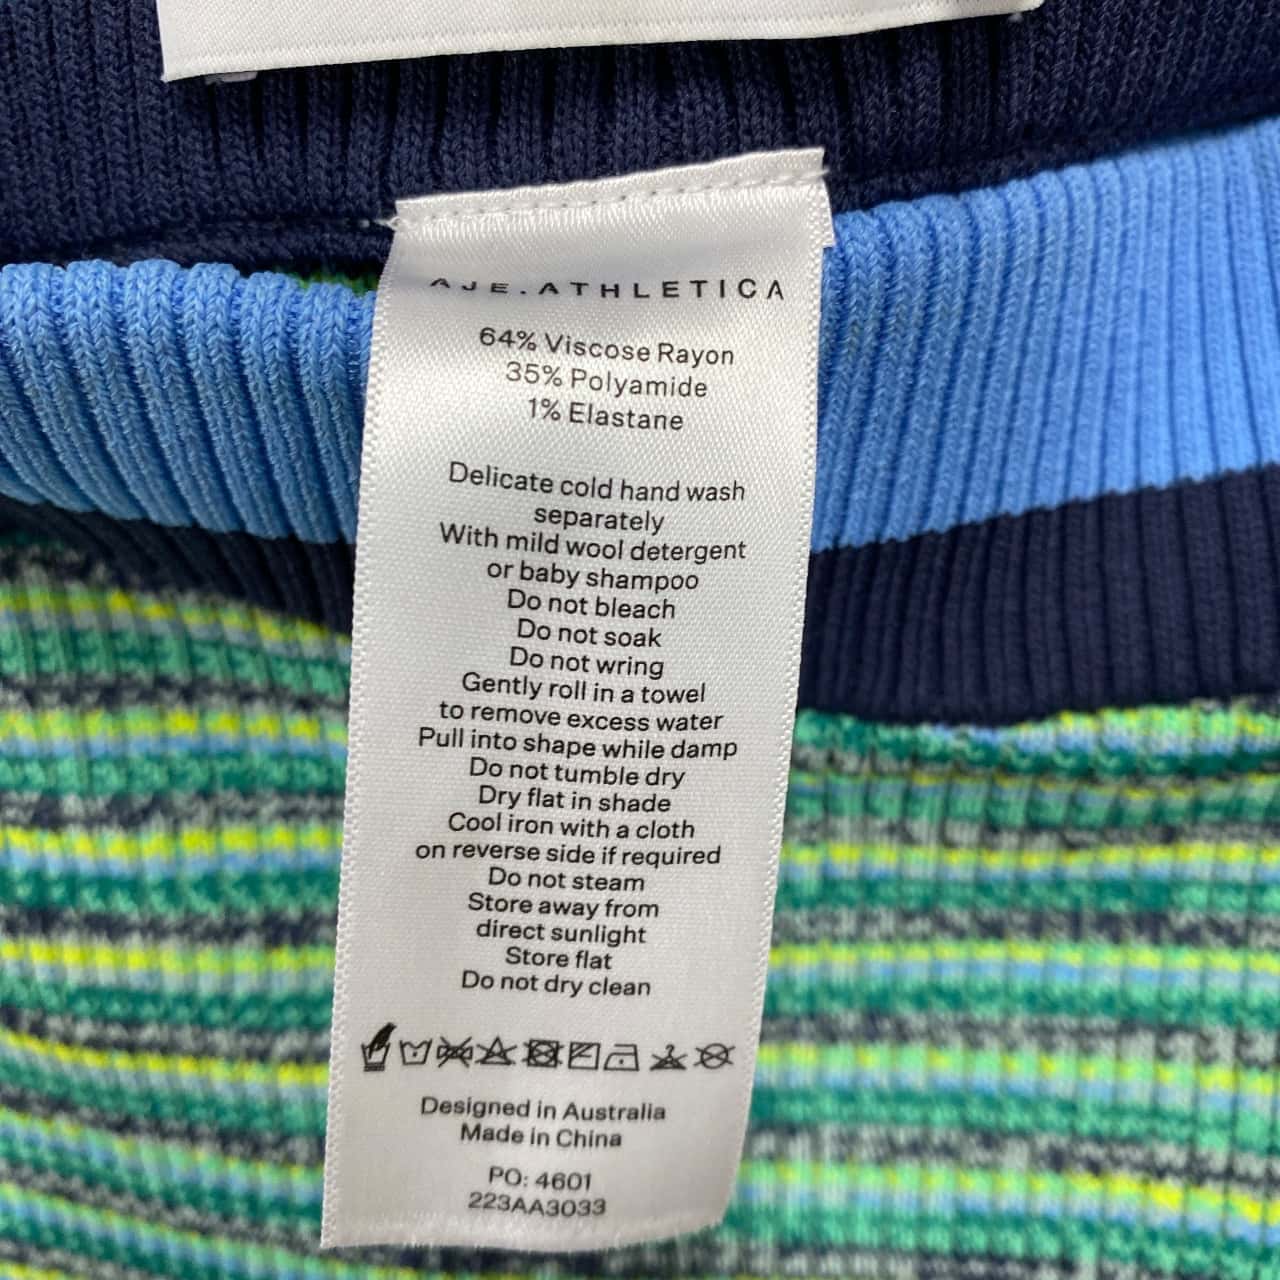 AJE.ATHLETICA
64% Viscose Rayon
35% Polyamide
1% Elastane
Delicate cold hand wash
separately
With mild wool detergent
or baby shampoo
Do not bleach
Do not soak
Do not wring
Gently roll in a towel
to remove excess water
Pull into shape while damp
Do not tumble dry
Dry flat in shade
Cool iron with a cloth
on reverse side if required
Do not steam
Store away from
direct sunlight
Store flat
Do not dry clean
Designed in Australia
Made in China
PO: 4601
223AA3033